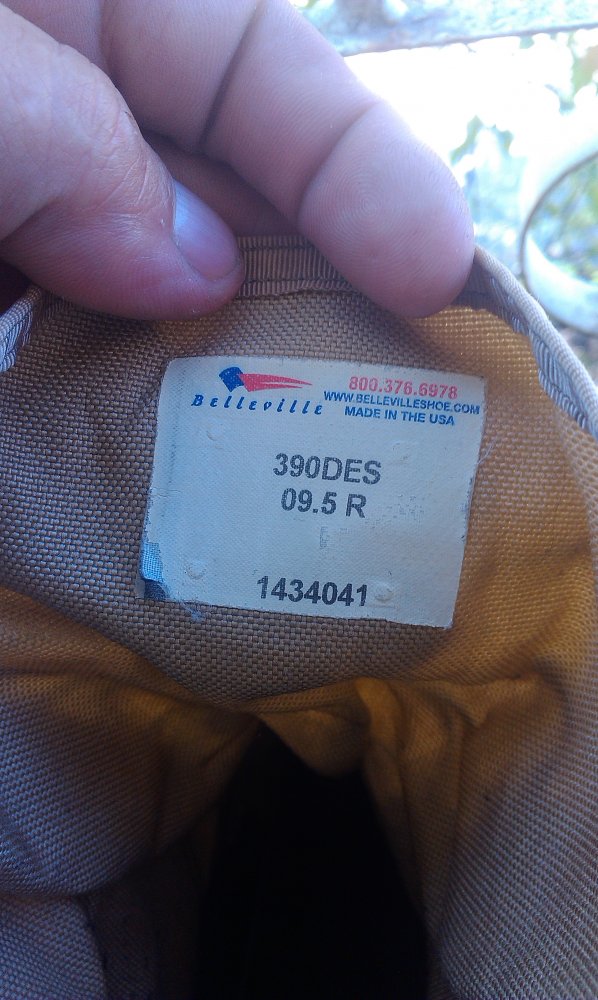 Belleville
800.376.6978
WWW.BELLEVILLESHOE.COM
MADE IN THE USA
390DES
09.5 R
1434041